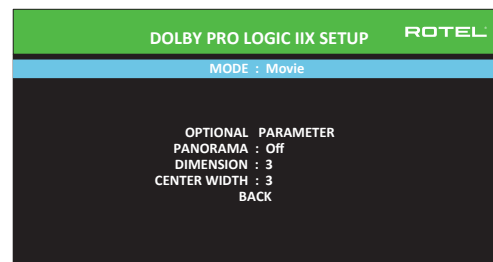 DOLBY PRO LOGIC IIX SETUP
ROTEL
MODE : Movie
OPTIONAL PARAMETER
PANORAMA : Off
DIMENSION : 3
CENTER WIDTH : 3
BACK